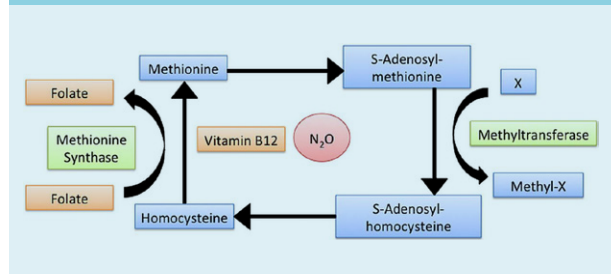 Methionine
S-Adenosyl-
methionine
Folate
X
Methionine
Synthase
Vitamin B12
N₂O
Methyltransferase
Folate
Methyl-X
Homocysteine
S-Adenosyl-
homocysteine